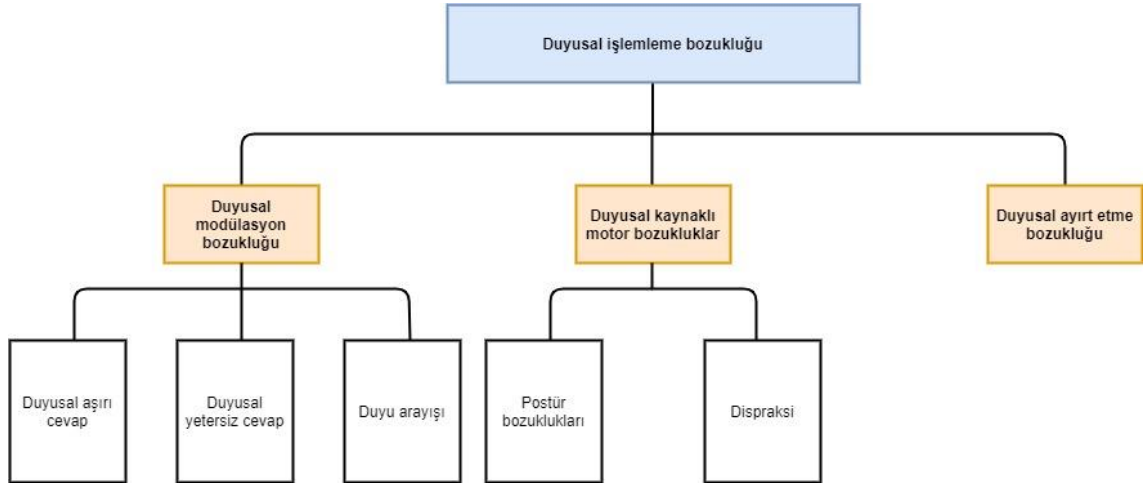 Duyusal işlemleme bozukluğu
Duyusal
modülasyon
bozukluğu
Duyusal kaynaklı
motor bozukluklar
Duyusal ayırt etme
bozukluğu
Duyusal aşırı
cevap
Duyusal
yetersiz cevap
Duyu arayışı
Postür
bozuklukları
Dispraksi